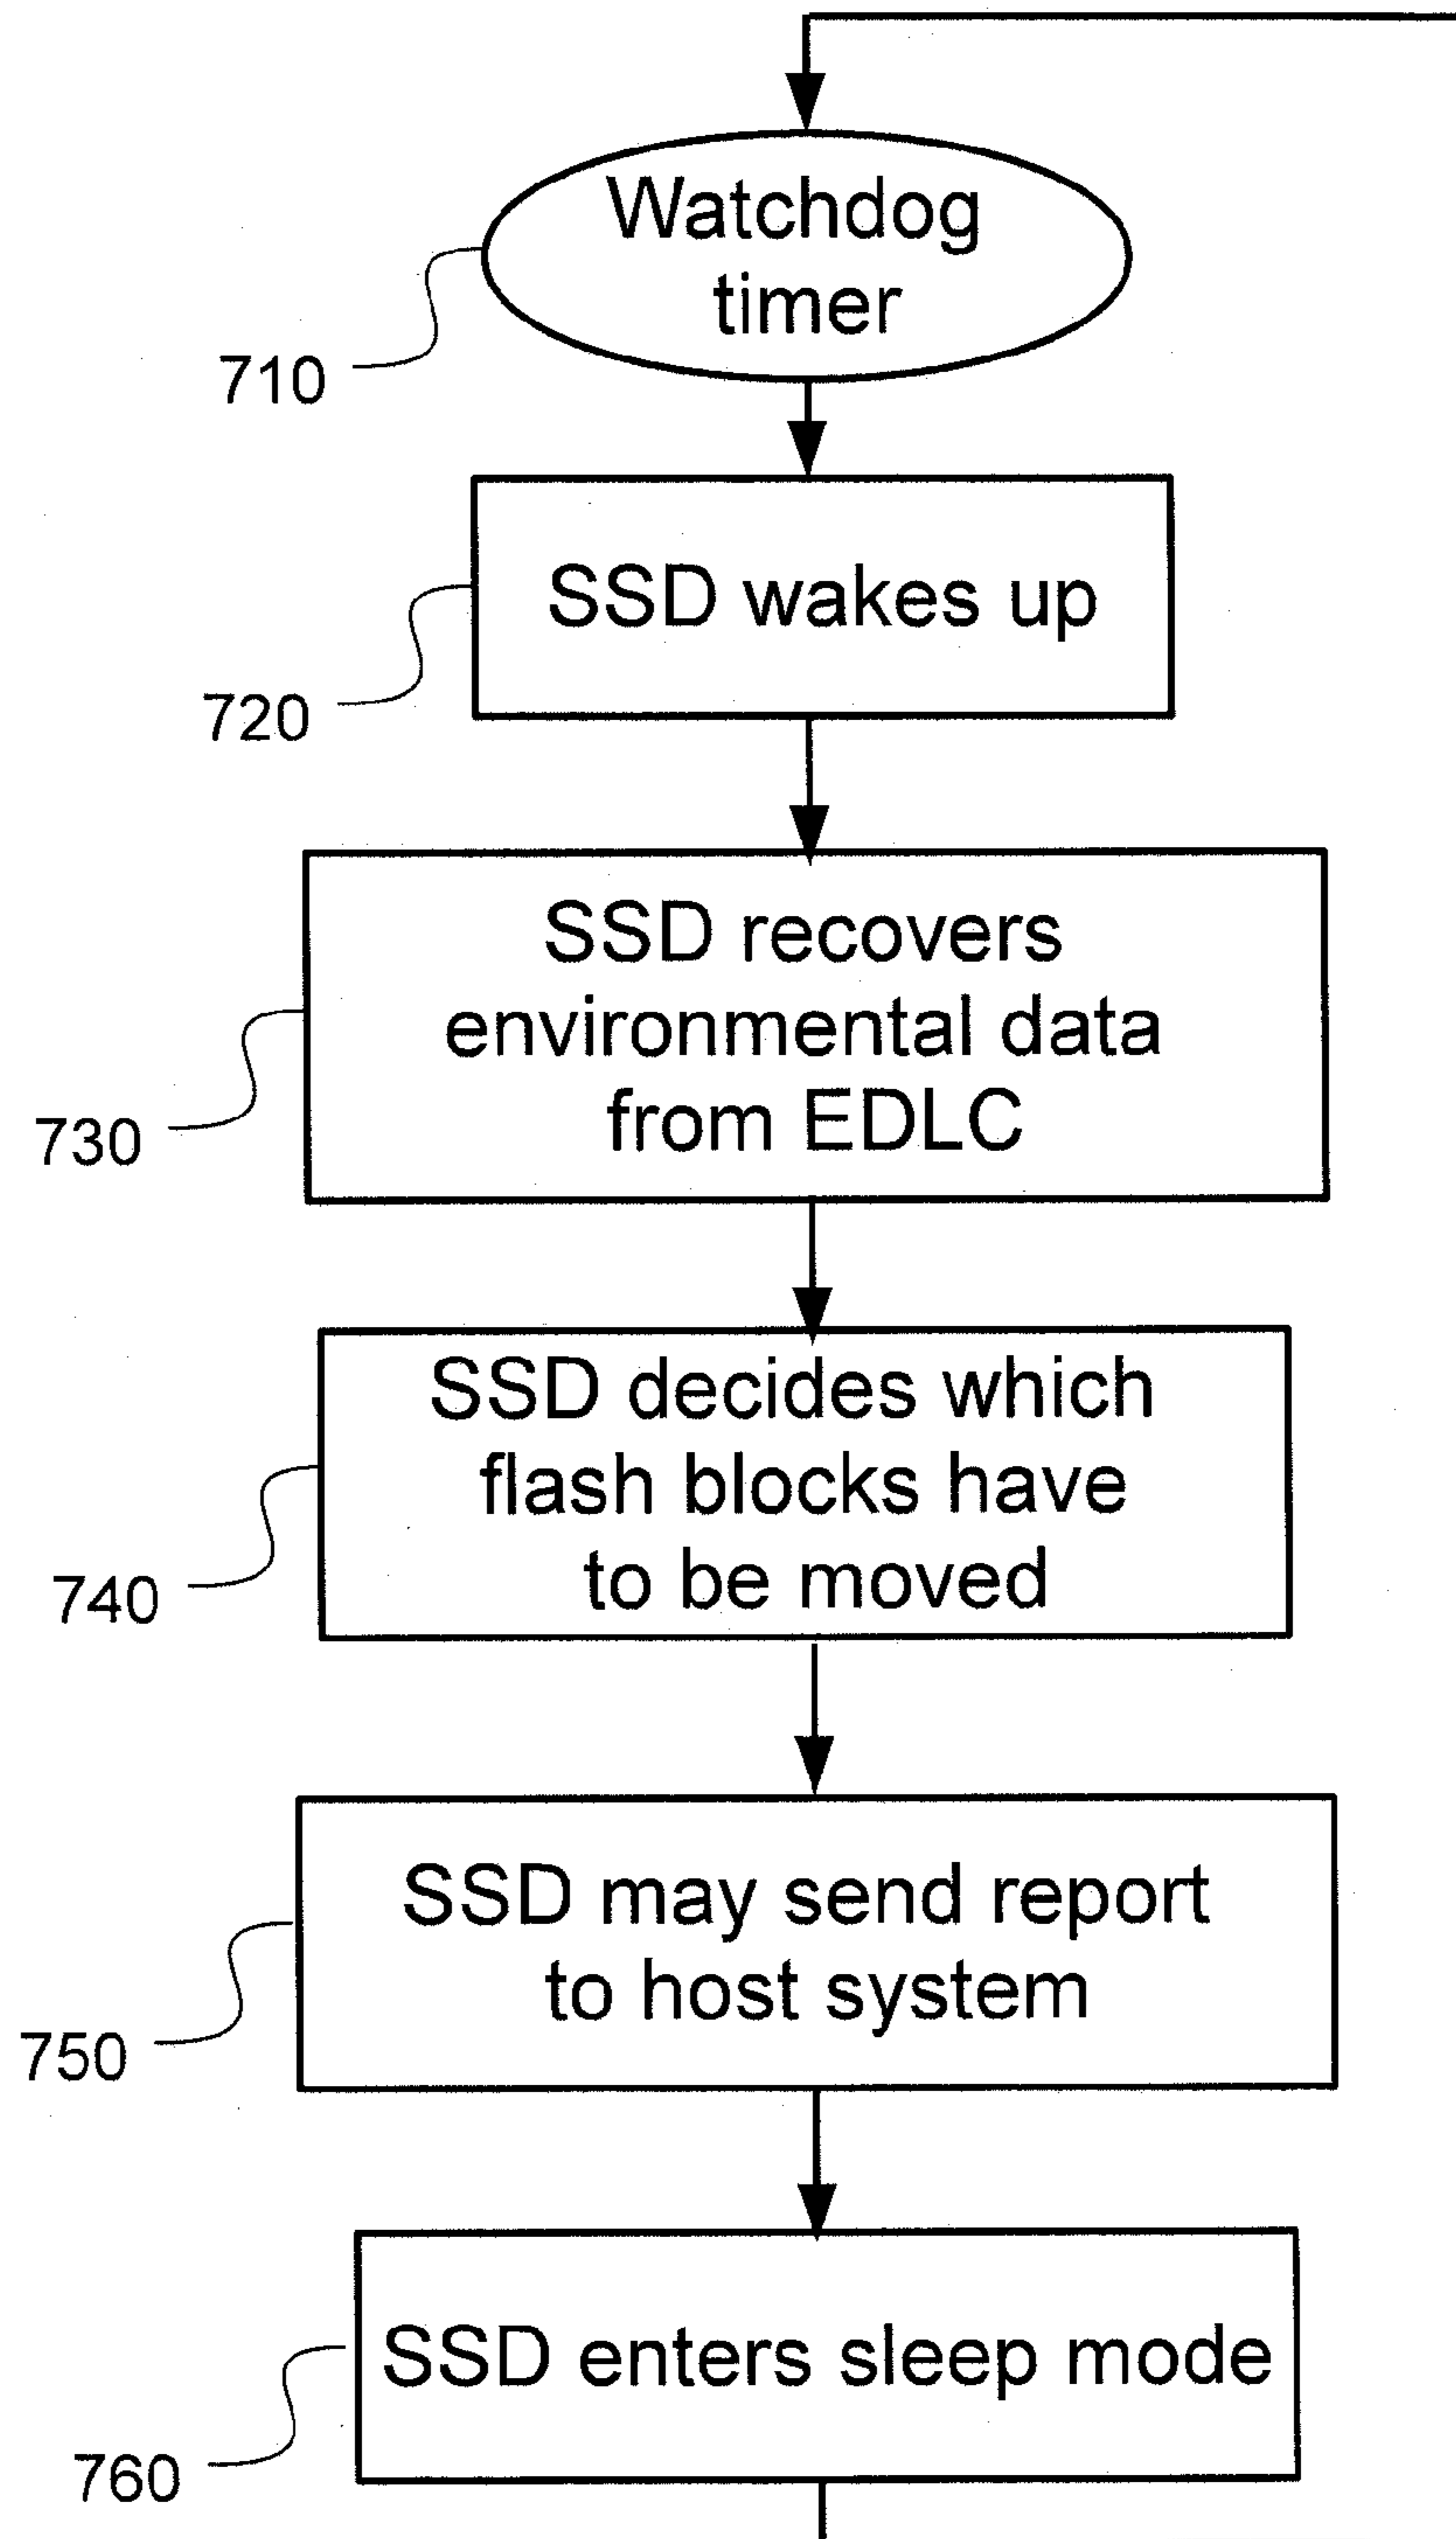 Watchdog
timer
710
SSD wakes up
720
SSD recovers
environmental data
from EDLC
730
SSD decides which
flash blocks have
to be moved
740
SSD may send report
to host system
750
SSD enters sleep mode
760